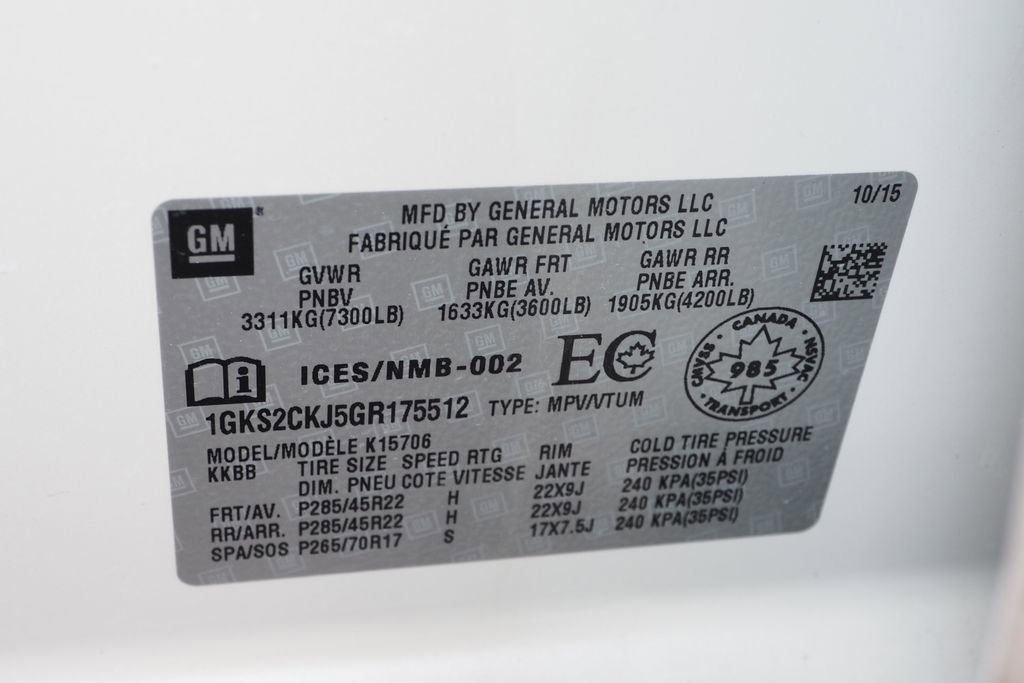 GM
10/15
MFD BY GENERAL MOTORS LLC
FABRIQUÉ PAR GENERAL MOTORS LLC
GVWR GAWR FRT GAWR RR
PNBV PNBE AV. PNBE ARR.
3311KG(7300LB) 1633KG(3600LB) 1905KG(4200LB)
ICES/NMB-002 EC
CANADA
CMVSS 985 NSVAC
TRANSPORT
1GKS2CKJ5GR175512 TYPE: MPV/VTUM
MODEL/MODÈLE K15706
KKBB TIRE SIZE SPEED RTG RIM COLD TIRE PRESSURE
DIM. PNEU COTE VITESSE JANTE PRESSION À FROID
FRT/AV. P285/45R22 H 22X9J 240 KPA(35PSI)
RR/ARR. P285/45R22 H 22X9J 240 KPA(35PSI)
SPA/SOS P265/70R17 S 17X7.5J 240 KPA(35PSI)